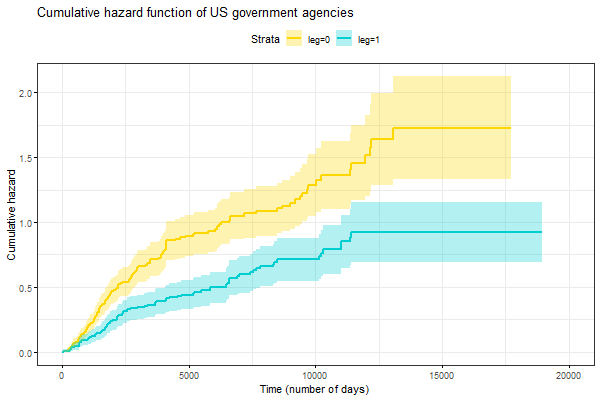 Cumulative hazard function of US government agencies
Strata leg=0 leg=1
Cumulative hazard
2.0
1.5
1.0
0.5
0.0
0 5000 10000 15000 20000
Time (number of days)